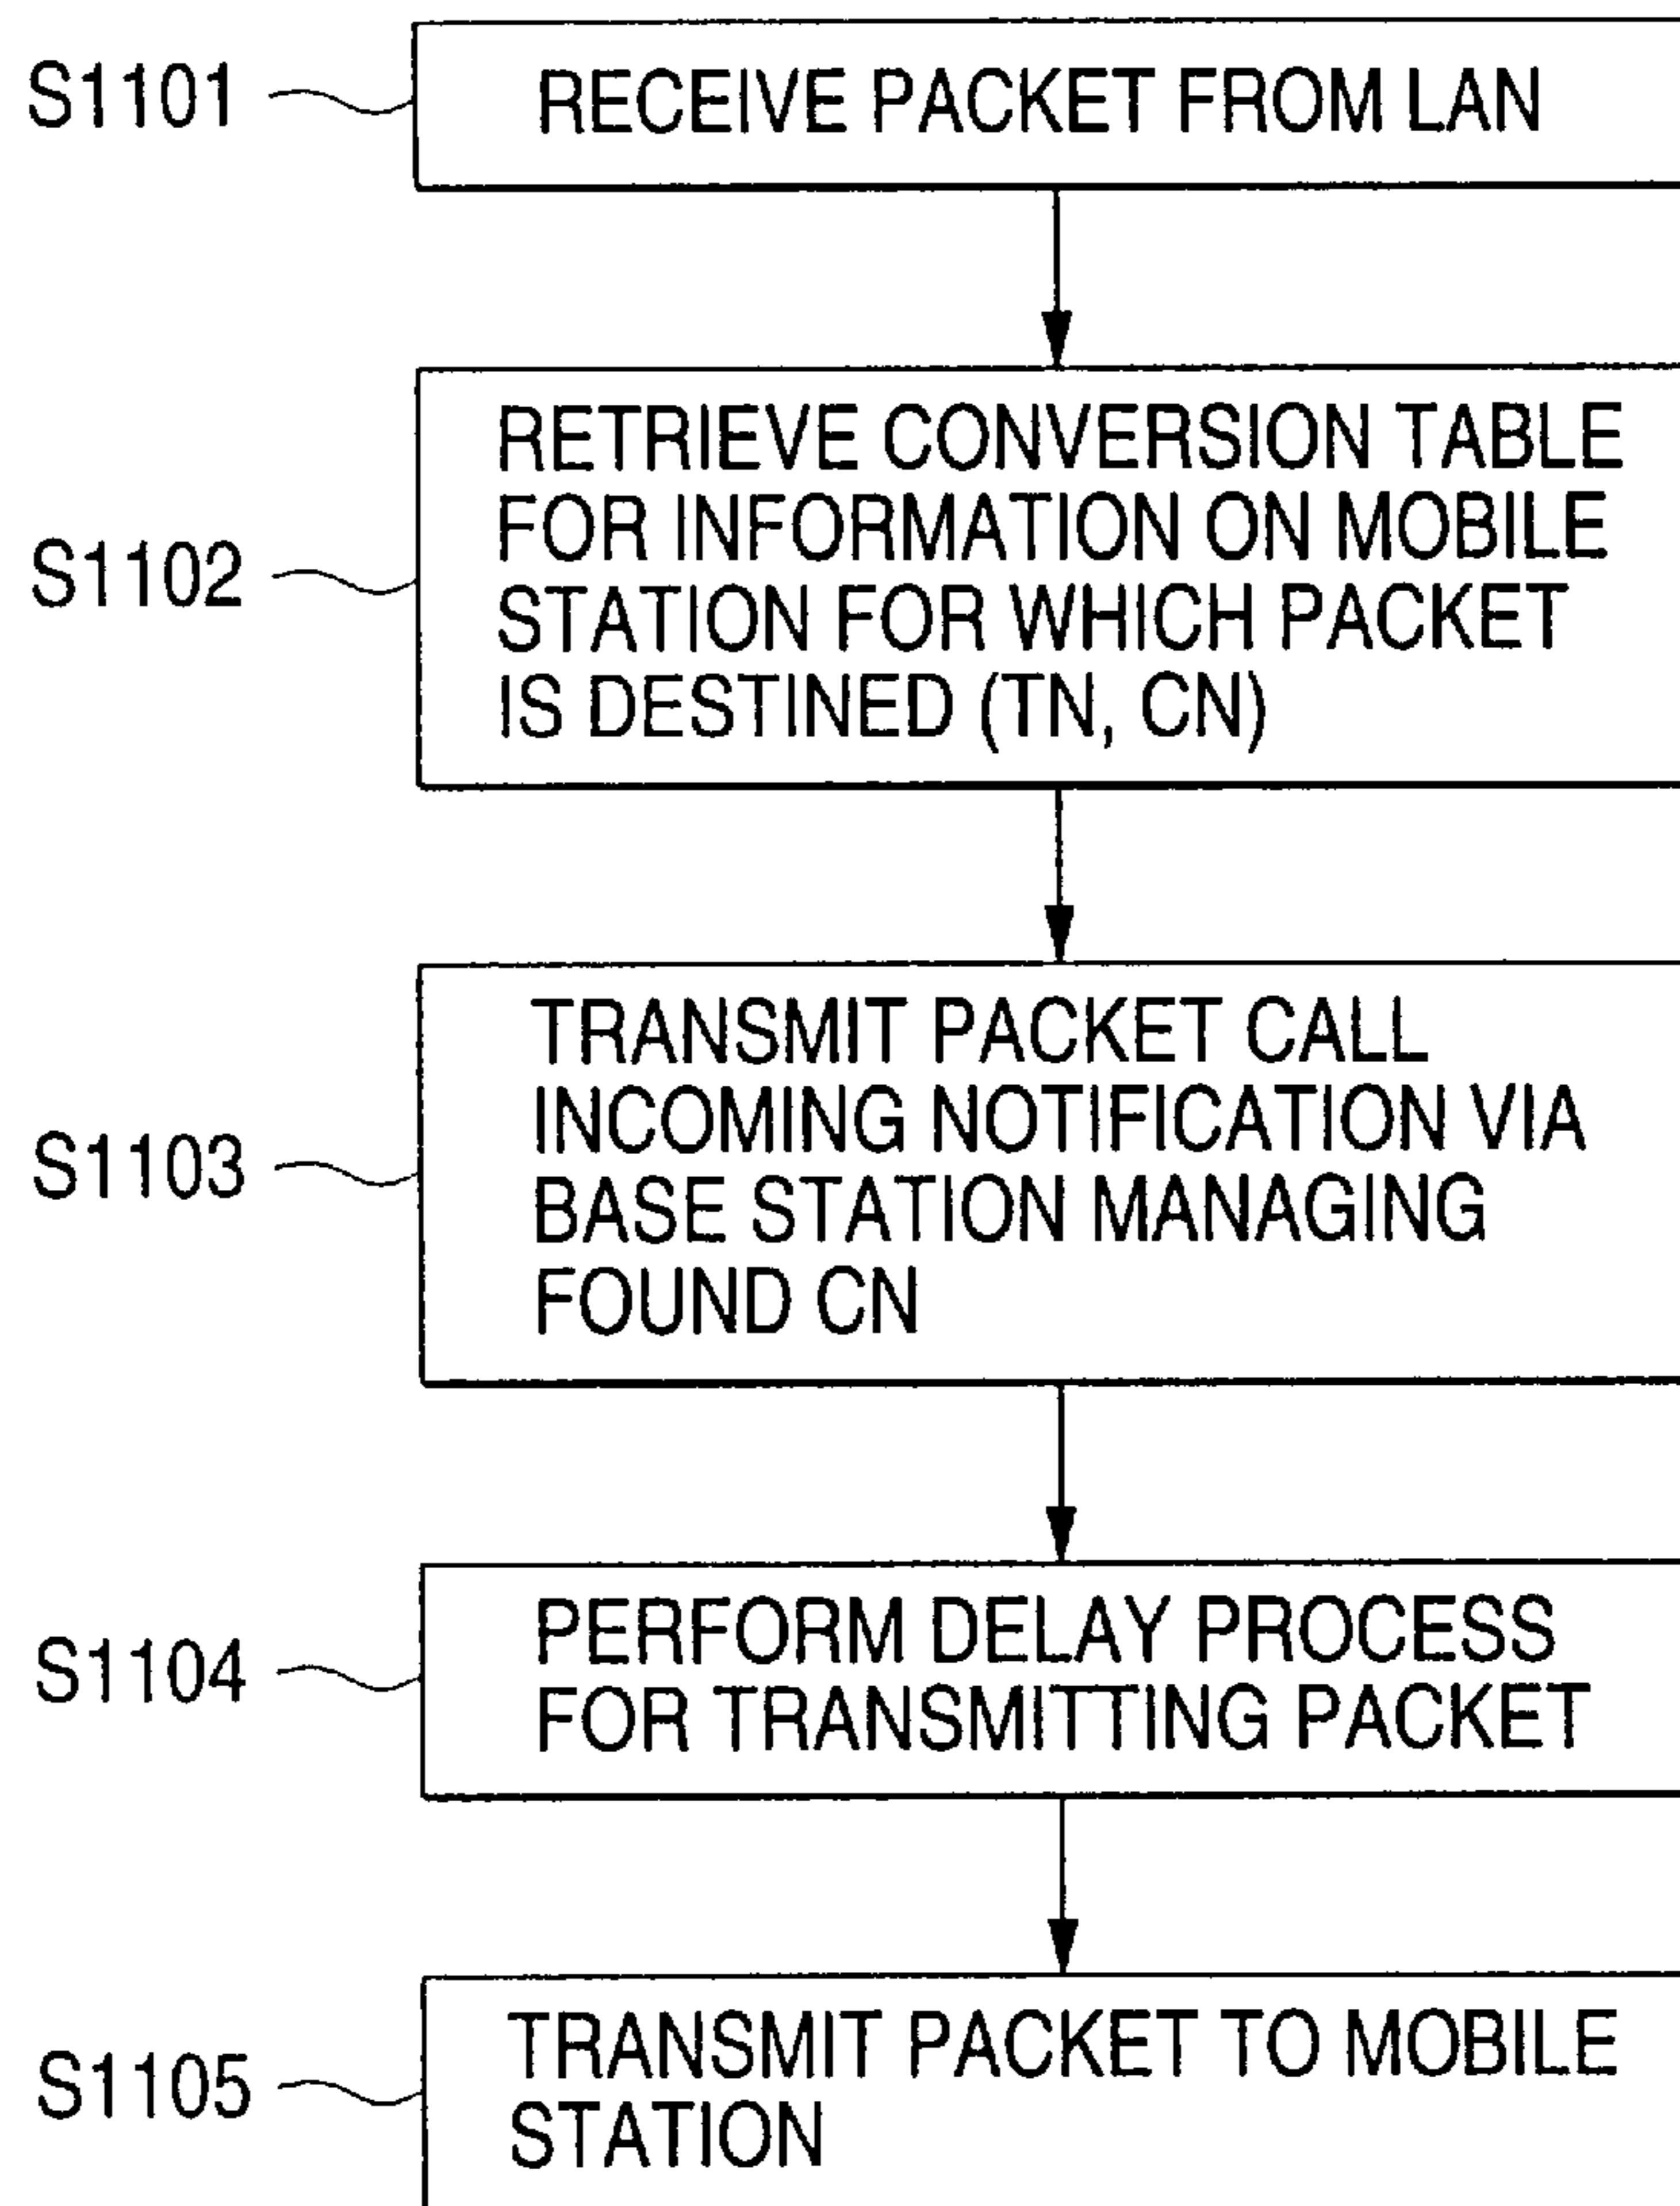 S1101
RECEIVE PACKET FROM LAN
S1102
RETRIEVE CONVERSION TABLE
FOR INFORMATION ON MOBILE
STATION FOR WHICH PACKET
IS DESTINED (TN, CN)
S1103
TRANSMIT PACKET CALL
INCOMING NOTIFICATION VIA
BASE STATION MANAGING
FOUND CN
S1104
PERFORM DELAY PROCESS
FOR TRANSMITTING PACKET
S1105
TRANSMIT PACKET TO MOBILE
STATION